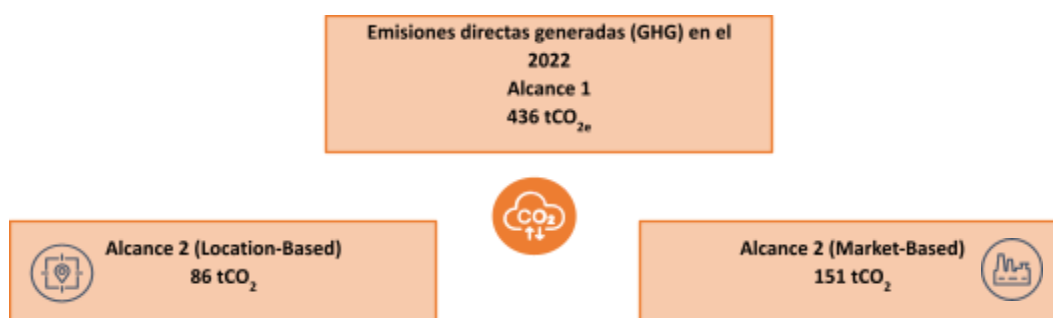 Emisiones directas generadas (GHG) en el
2022
Alcance 1
436 tCO₂ₑ
CO₂
Alcance 2 (Location-Based)
86 tCO₂
Alcance 2 (Market-Based)
151 tCO₂